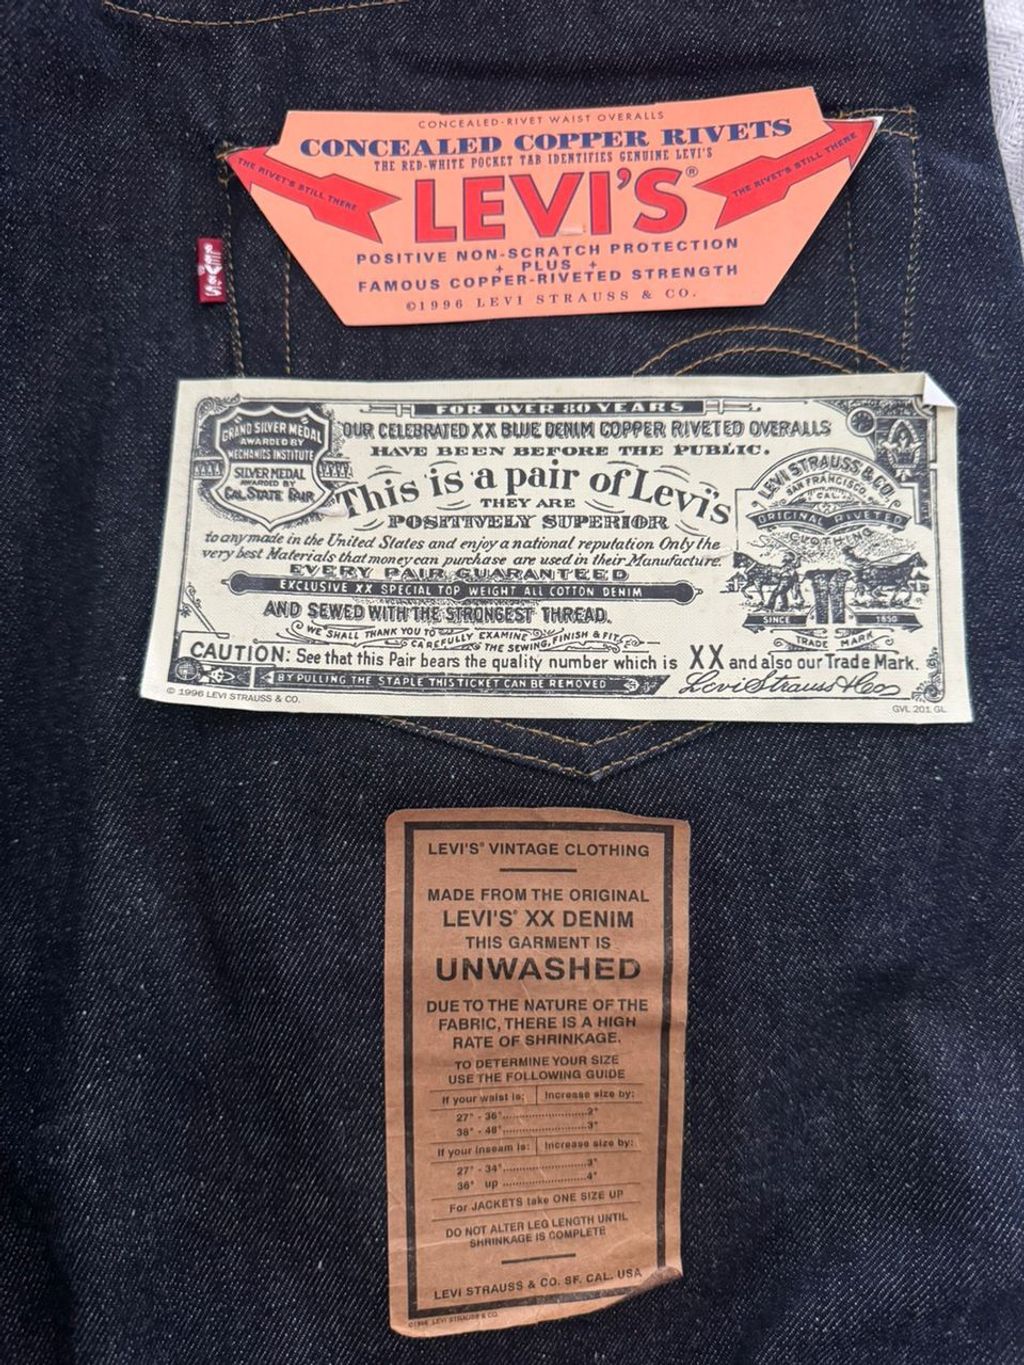 CONCEALED-RIVET WAIST OVERALLS
CONCEALED COPPER RIVETS
THE RED-WHITE POCKET TAB IDENTIFIES GENUINE LEVI'S
THE RIVET'S STILL THERE
LEVI'S®
THE RIVET'S STILL THERE
POSITIVE NON-SCRATCH PROTECTION
+ PLUS +
FAMOUS COPPER-RIVETED STRENGTH
©1996 LEVI STRAUSS & CO.
LEVI'S
FOR OVER 80 YEARS
GRAND SILVER MEDAL
AWARDED BY
MECHANICS INSTITUTE
SILVER MEDAL
AWARDED BY
CAL. STATE FAIR
OUR CELEBRATED XX BLUE DENIM COPPER RIVETED OVERALLS
HAVE BEEN BEFORE THE PUBLIC.
This is a pair of Levi's
THEY ARE
POSITIVELY SUPERIOR
to any made in the United States and enjoy a national reputation Only the
very best Materials that money can purchase are used in their Manufacture.
EVERY PAIR GUARANTEED
EXCLUSIVE XX SPECIAL TOP WEIGHT ALL COTTON DENIM
AND SEWED WITH THE STRONGEST THREAD.
WE SHALL THANK YOU TO
CAREFULLY EXAMINE
THE SEWING, FINISH & FIT
LEVI STRAUSS & CO.
SAN FRANCISCO.
CAL.
ORIGINAL RIVETED
CLOTHING
SINCE 1850
TRADE MARK
CAUTION: See that this Pair bears the quality number which is XX and also our Trade Mark.
BY PULLING THE STAPLE THIS TICKET CAN BE REMOVED
Levi Strauss & Co
© 1996 LEVI STRAUSS & CO.
GVL 201 GL
LEVI'S® VINTAGE CLOTHING
MADE FROM THE ORIGINAL
LEVI'S® XX DENIM
THIS GARMENT IS
UNWASHED
DUE TO THE NATURE OF THE
FABRIC, THERE IS A HIGH
RATE OF SHRINKAGE.
TO DETERMINE YOUR SIZE
USE THE FOLLOWING GUIDE
If your waist is: Increase size by:
27" - 36"..........................2"
38" - 48"..........................3"
If your inseam is: Increase size by:
27" - 34"..........................3"
36" up ..........................4"
For JACKETS take ONE SIZE UP
DO NOT ALTER LEG LENGTH UNTIL
SHRINKAGE IS COMPLETE
LEVI STRAUSS & CO. SF. CAL. USA